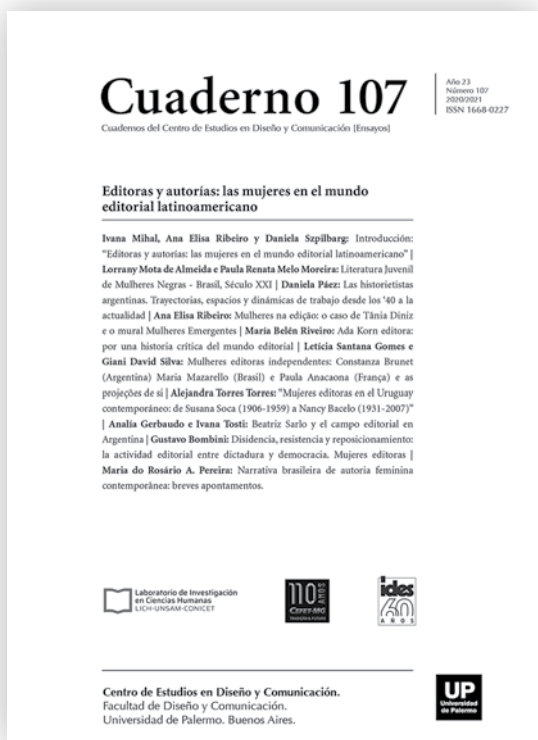 Cuaderno 107
Año 23
Número 107
2020/2021
ISSN 1668-0227
Cuadernos del Centro de Estudios en Diseño y Comunicación [Ensayos]
Editoras y autorías: las mujeres en el mundo
editorial latinoamericano
Ivana Mihal, Ana Elisa Ribeiro y Daniela Szpilbarg: Introducción:
“Editoras y autorías: las mujeres en el mundo editorial latinoamericano” |
Lorrany Mota de Almeida e Paula Renata Melo Moreira: Literatura Juvenil
de Mulheres Negras - Brasil, Século XXI | Daniela Páez: Las historietistas
argentinas. Trayectorias, espacios y dinámicas de trabajo desde los ‘40 a la
actualidad | Ana Elisa Ribeiro: Mulheres na edição: o caso de Tânia Diniz
e o mural Mulheres Emergentes | María Belén Riveiro: Ada Korn editora:
por una historia crítica del mundo editorial | Letícia Santana Gomes e
Giani David Silva: Mulheres editoras independentes: Constanza Brunet
(Argentina) Maria Mazarello (Brasil) e Paula Anacaona (França) e as
projeções de si | Alejandra Torres Torres: “Mujeres editoras en el Uruguay
contemporáneo: de Susana Soca (1906-1959) a Nancy Bacelo (1931-2007)”
| Analía Gerbaudo e Ivana Tosti: Beatriz Sarlo y el campo editorial en
Argentina | Gustavo Bombini: Disidencia, resistencia y reposicionamiento:
la actividad editorial entre dictadura y democracia. Mujeres editoras |
Maria do Rosário A. Pereira: Narrativa brasileira de autoria feminina
contemporânea: breves apontamentos.
Laboratorio de Investigación
en Ciencias Humanas
LICH-UNSAM-CONICET
110 ANOS
CEFET-MG
ides
60
AÑOS
Centro de Estudios en Diseño y Comunicación.
Facultad de Diseño y Comunicación.
Universidad de Palermo. Buenos Aires.
UP
Universidad
de Palermo